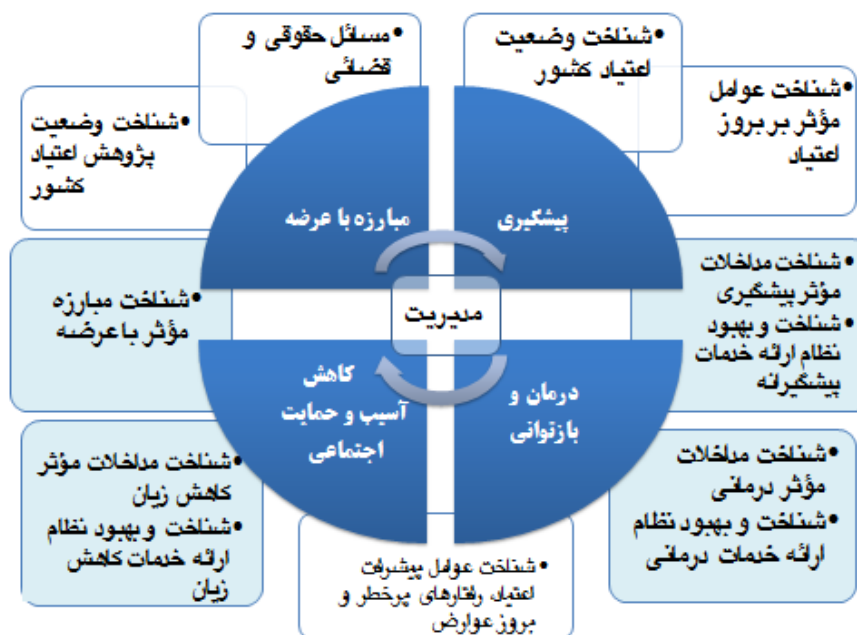 •شناخت وضعیت
اعتیاد کشور
•شناخت عوامل
مؤثر بر بروز
اعتیاد
•شناخت مداخلات
مؤثر پیشگیری
•شناخت و بهبود
نظام ارائه خدمات
پیشگیرانه
•شناخت مداخلات
مؤثر درمانی
•شناخت و بهبود نظام
ارائه خدمات درمانی
•شناخت عوامل پیشرفت
اعتیاد، رفتارهای پرخطر و
بروز عوارض
•شناخت مداخلات مؤثر
کاهش زیان
•شناخت و بهبود نظام
ارائه خدمات کاهش
زیان
•شناخت مبارزه
مؤثر با عرضه
•شناخت وضعیت
پژوهش اعتیاد
کشور
•مسائل حقوقی و
قضائی
پیشگیری
درمان و
بازتوانی
کاهش
آسیب و حمایت
اجتماعی
مبارزه با عرضه
مدیریت